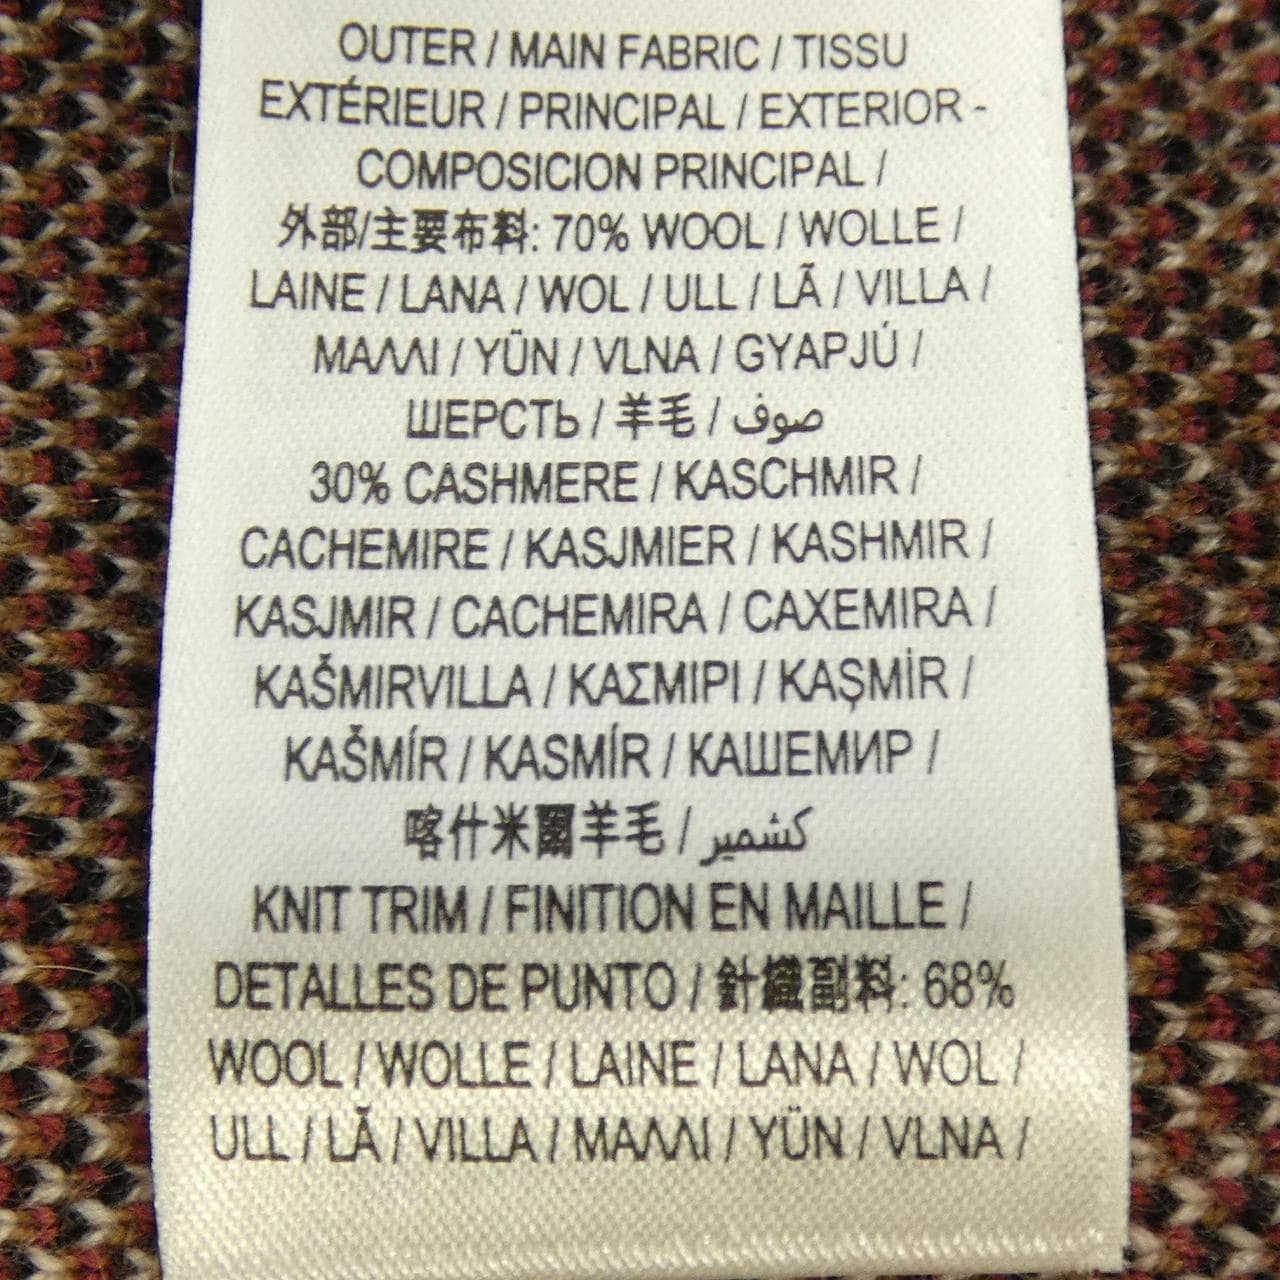 OUTER / MAIN FABRIC / TISSU
EXTÉRIEUR / PRINCIPAL / EXTERIOR -
COMPOSICION PRINCIPAL /
外部/主要布料: 70% WOOL / WOLLE /
LAINE / LANA / WOL / ULL / LÃ / VILLA /
ΜΑΛΛΙ / YÜN / VLNA / GYAPJÚ /
ШЕРСТЬ / 羊毛 / صوف
30% CASHMERE / KASCHMIR /
CACHEMIRE / KASJMIER / KASHMIR /
KASJMIR / CACHEMIRA / CAXEMIRA /
KAŠMIRVILLA / ΚΑΣΜΙΡΙ / KAŞMİR /
KAŠMÍR / KASMÍR / КАШЕМИР /
喀什米爾羊毛 / كشمير
KNIT TRIM / FINITION EN MAILLE /
DETALLES DE PUNTO / 針織副料: 68%
WOOL / WOLLE / LAINE / LANA / WOL /
ULL / LÃ / VILLA / ΜΑΛΛΙ / YÜN / VLNA /